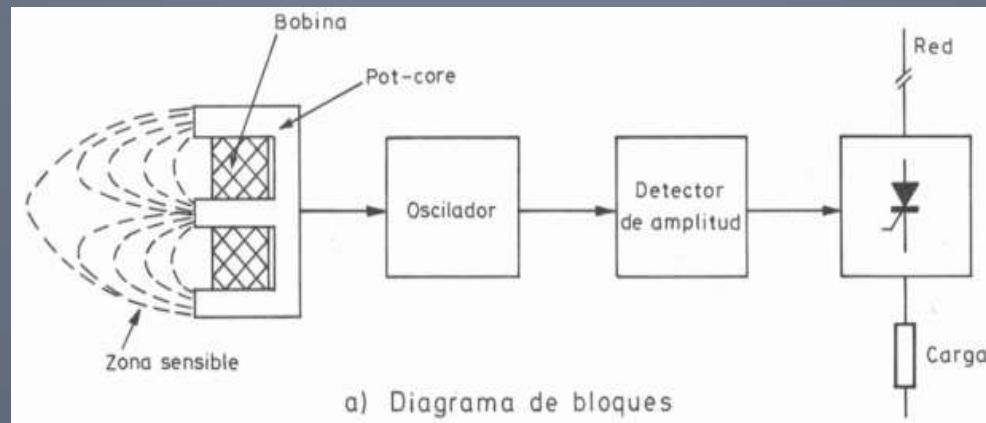 Bobina
Pot-core
Red
Oscilador
Detector
de amplitud
Zona sensible
Carga
a) Diagrama de bloques